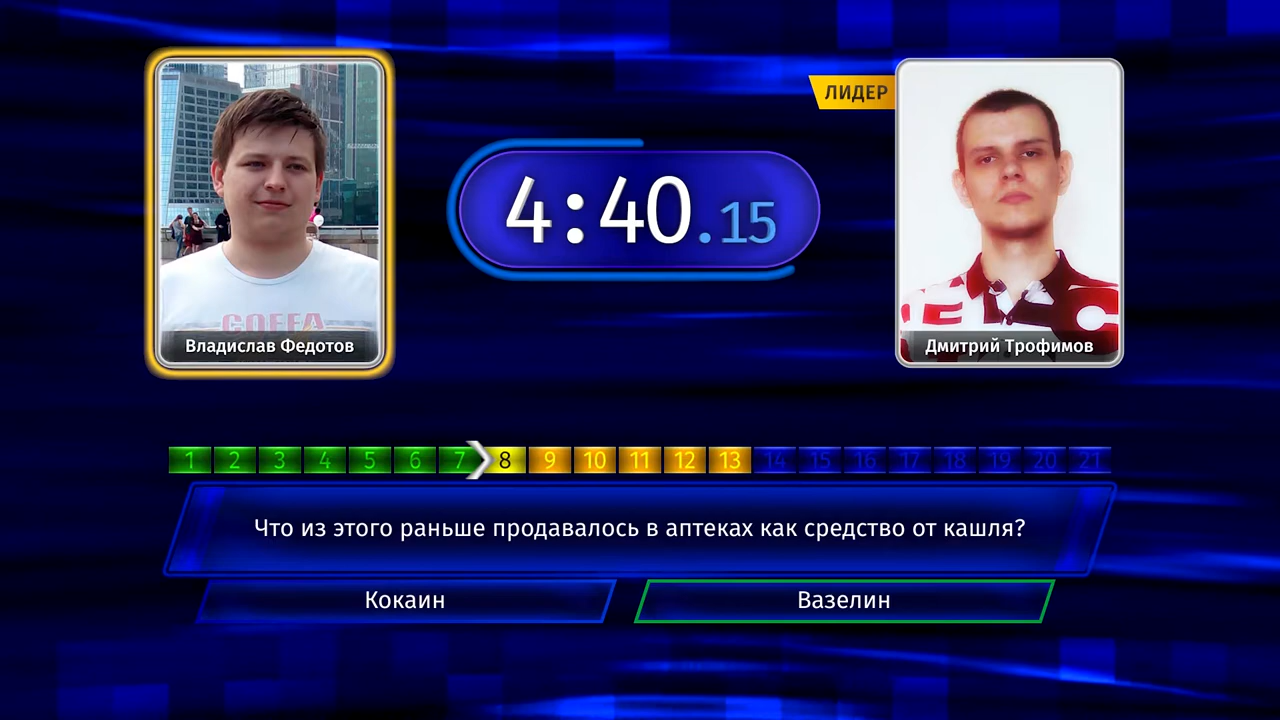 ЛИДЕР
4:40.15
COFFA
Владислав Федотов
Дмитрий Трофимов
1 2 3 4 5 6 7 8 9 10 11 12 13 14 15 16 17 18 19 20 21
Что из этого раньше продавалось в аптеках как средство от кашля?
Кокаин
Вазелин